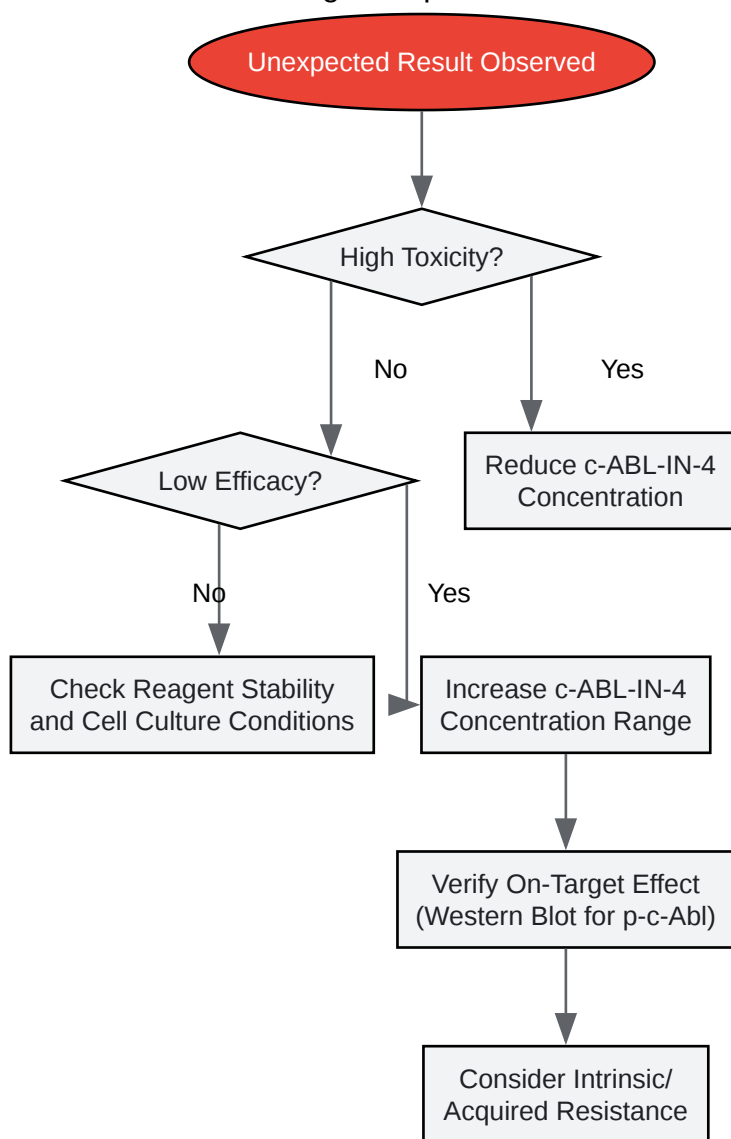 Unexpected Result Observed
High Toxicity?
No
Yes
Low Efficacy?
Reduce c-ABL-IN-4
Concentration
No
Yes
Check Reagent Stability
and Cell Culture Conditions
Increase c-ABL-IN-4
Concentration Range
Verify On-Target Effect
(Western Blot for p-c-Abl)
Consider Intrinsic/
Acquired Resistance